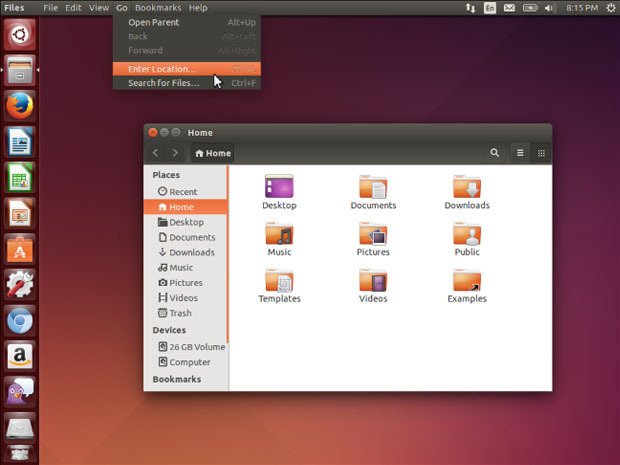 Files File Edit View Go Bookmarks Help En 8:15 PM
Open Parent Alt+Up
Back Alt+Left
Forward Alt+Right
Enter Location... Ctrl+L
Search for Files... Ctrl+F
Home
Home
Places
Recent
Home
Desktop
Documents
Downloads
Music
Pictures
Videos
Trash
Devices
26 GB Volume
Computer
Bookmarks
Desktop Documents Downloads
Music Pictures Public
Templates Videos Examples